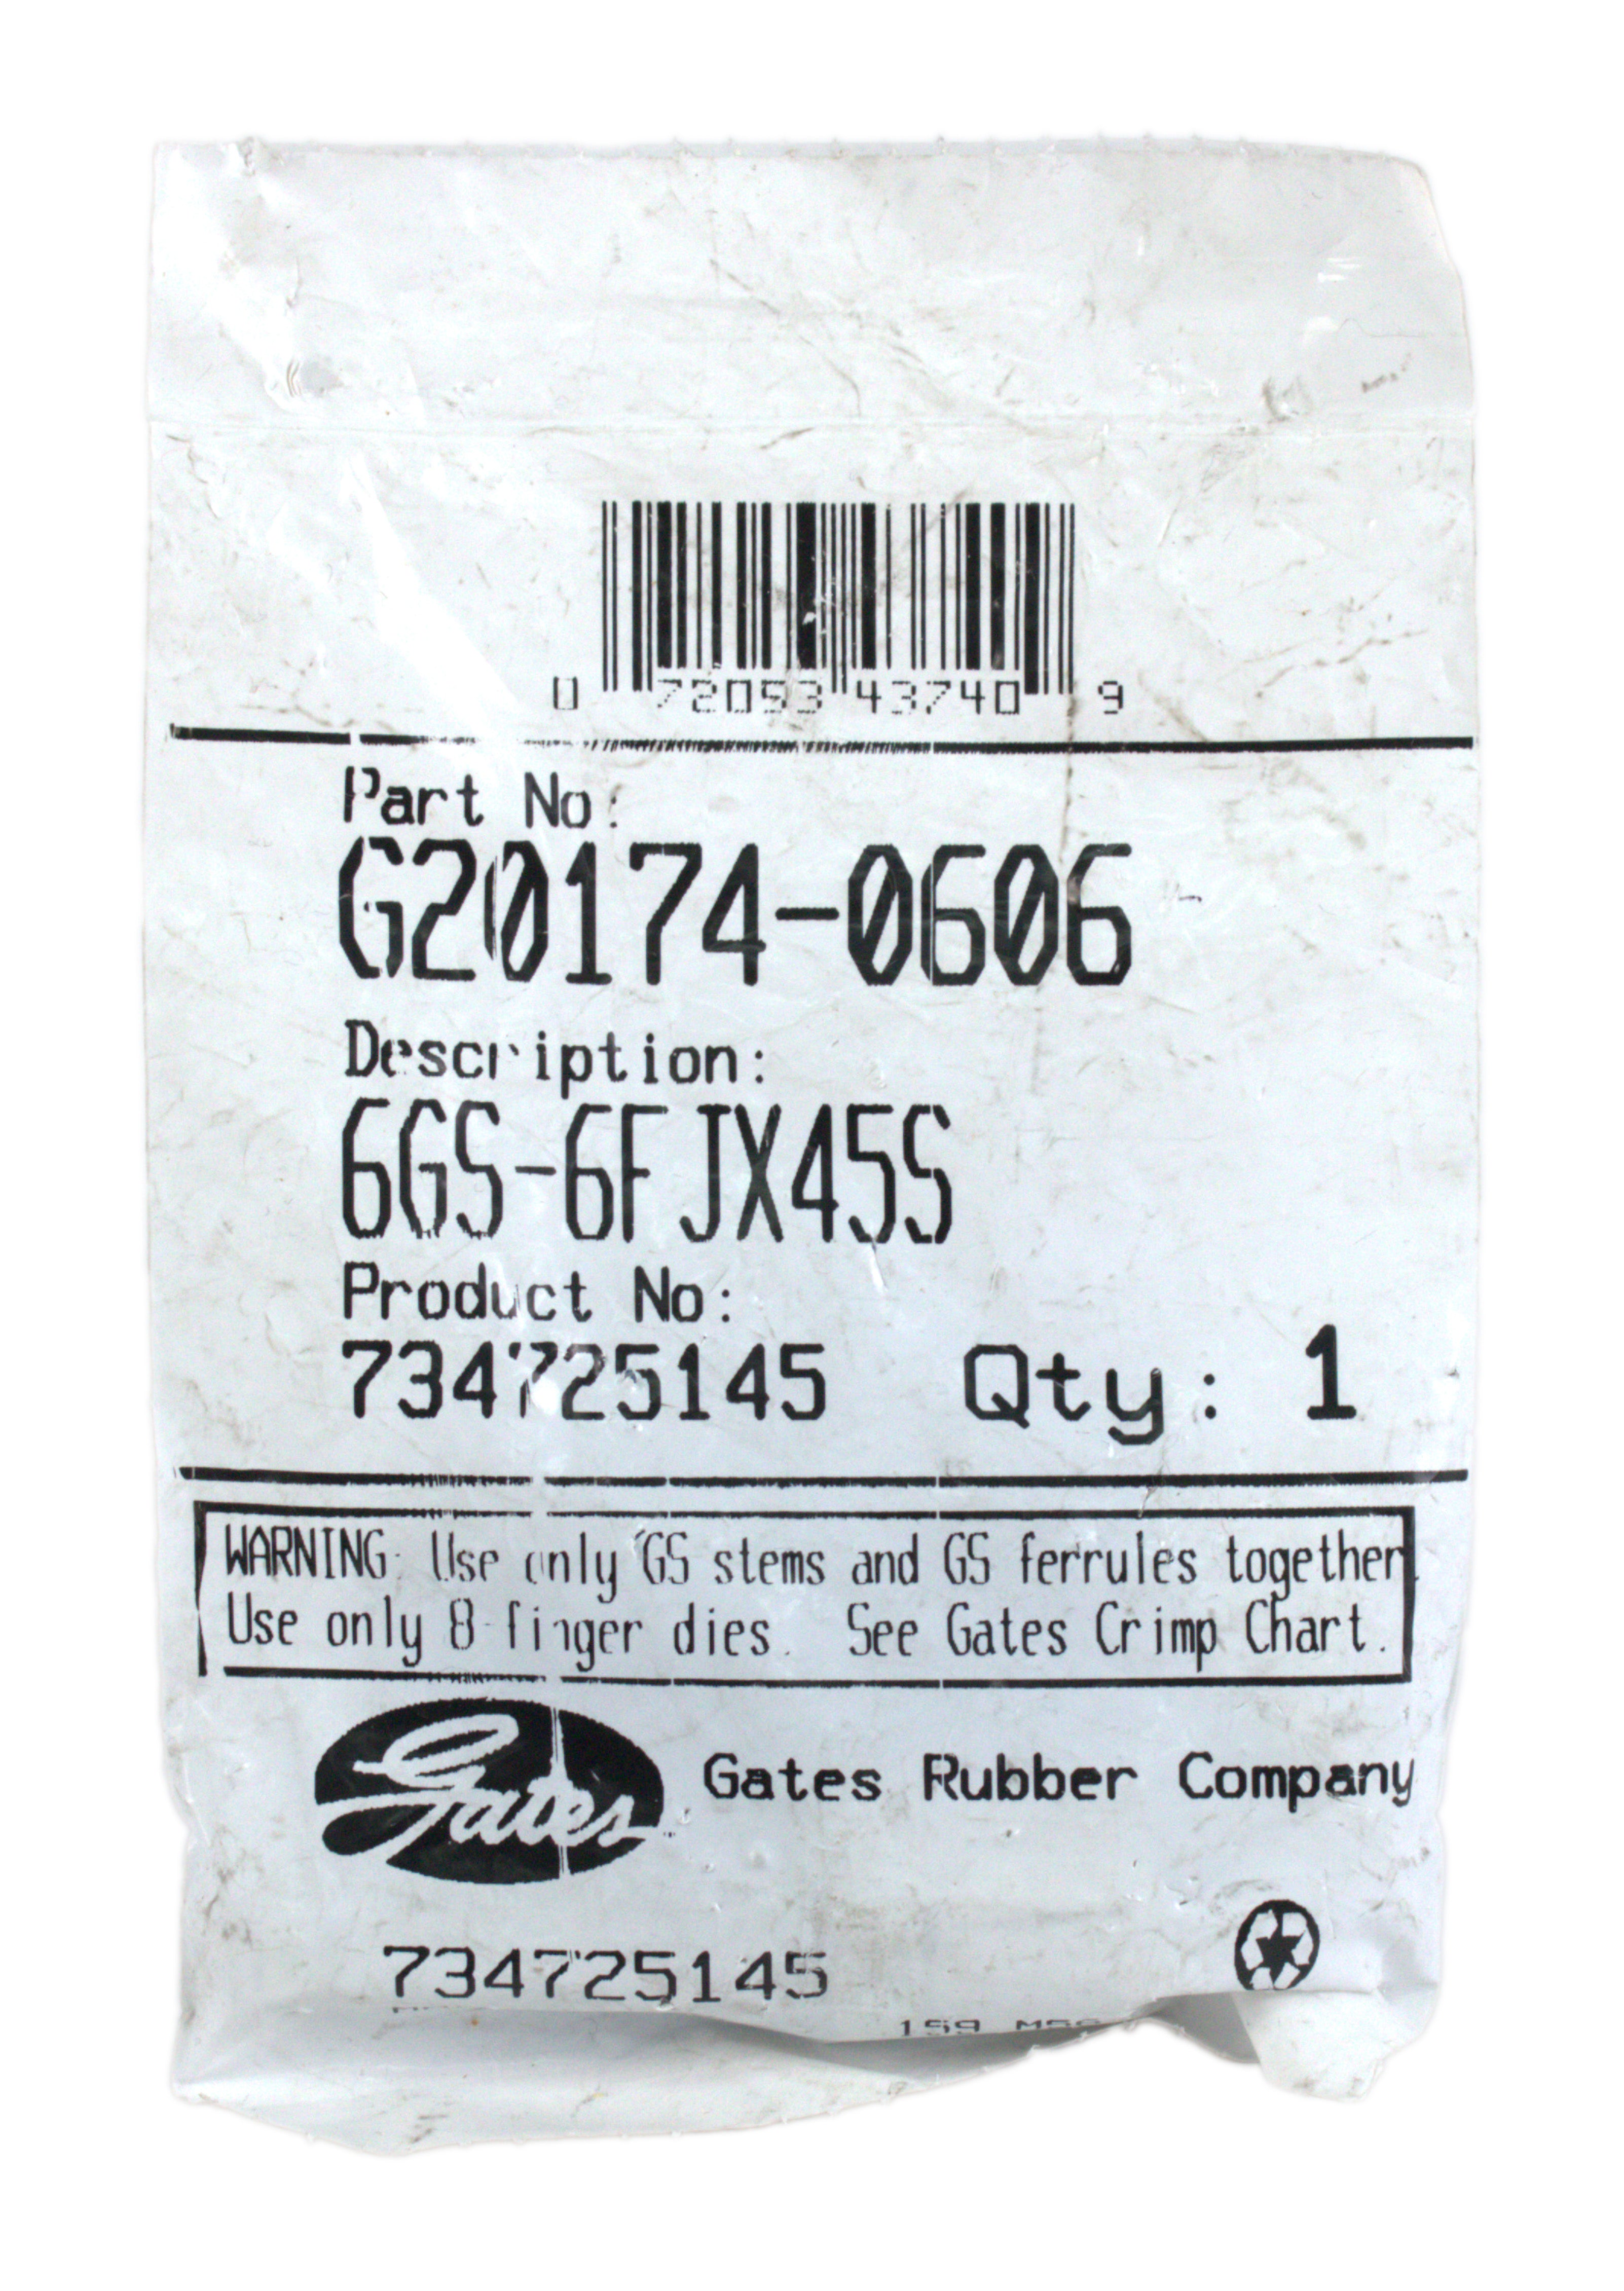 0 72053 43740 9
Part No:
G20174-0606
Description:
6GS-6FJX45S
Product No:
734725145 Qty: 1
WARNING: Use only GS stems and GS ferrules together.
Use only 8-finger dies. See Gates Crimp Chart.
Gates Gates Rubber Company
734725145
159